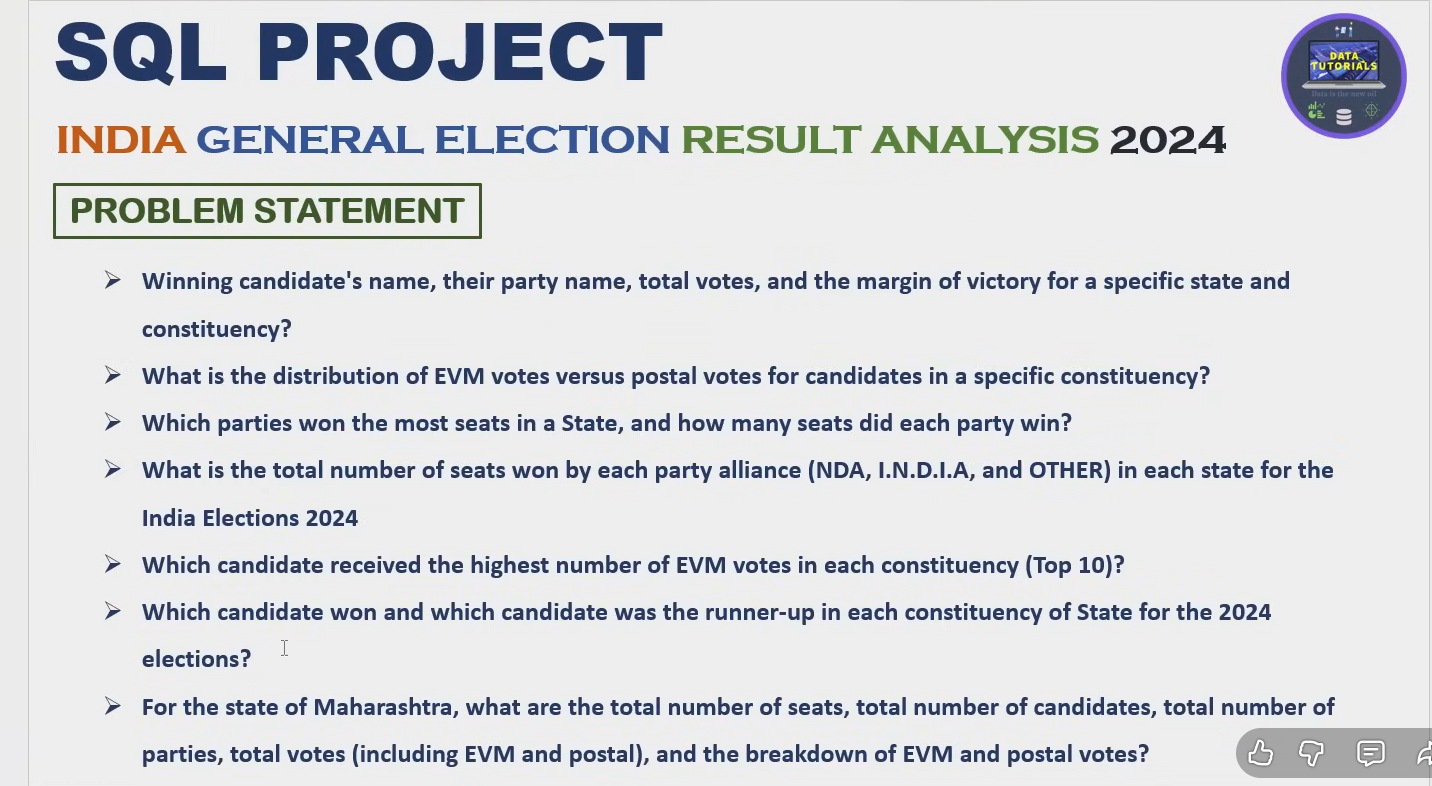 SQL PROJECT
DATA
TUTORIALS
Data is the new oil
INDIA GENERAL ELECTION RESULT ANALYSIS 2024
PROBLEM STATEMENT
➢ Winning candidate's name, their party name, total votes, and the margin of victory for a specific state and
constituency?
➢ What is the distribution of EVM votes versus postal votes for candidates in a specific constituency?
➢ Which parties won the most seats in a State, and how many seats did each party win?
➢ What is the total number of seats won by each party alliance (NDA, I.N.D.I.A, and OTHER) in each state for the
India Elections 2024
➢ Which candidate received the highest number of EVM votes in each constituency (Top 10)?
➢ Which candidate won and which candidate was the runner-up in each constituency of State for the 2024
elections?
➢ For the state of Maharashtra, what are the total number of seats, total number of candidates, total number of
parties, total votes (including EVM and postal), and the breakdown of EVM and postal votes?